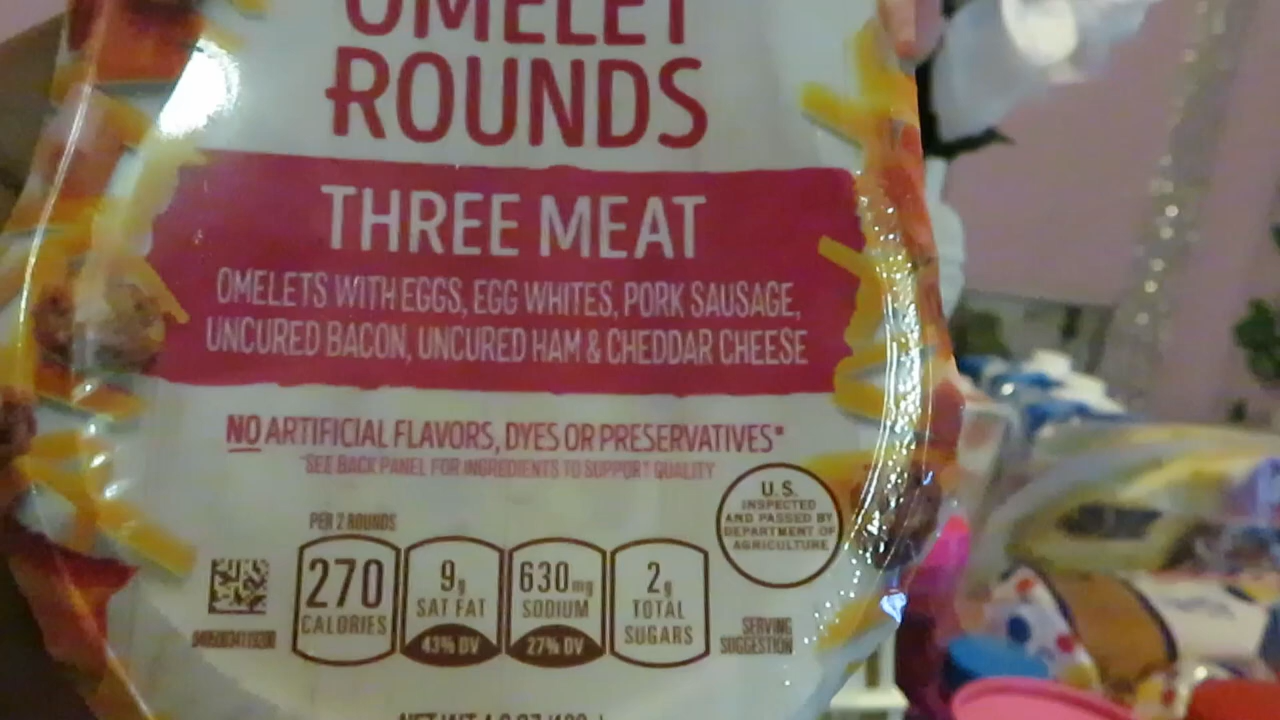 OMELET
ROUNDS
THREE MEAT
OMELETS WITH EGGS, EGG WHITES, PORK SAUSAGE,
UNCURED BACON, UNCURED HAM & CHEDDAR CHEESE
NO ARTIFICIAL FLAVORS, DYES OR PRESERVATIVES*
*SEE BACK PANEL FOR INGREDIENTS TO SUPPORT QUALITY
U.S.
INSPECTED
AND PASSED BY
DEPARTMENT OF
AGRICULTURE
PER 2 ROUNDS
270
CALORIES
9g
SAT FAT
43% DV
630mg
SODIUM
27% DV
2g
TOTAL
SUGARS
SERVING
SUGGESTION
NET WT